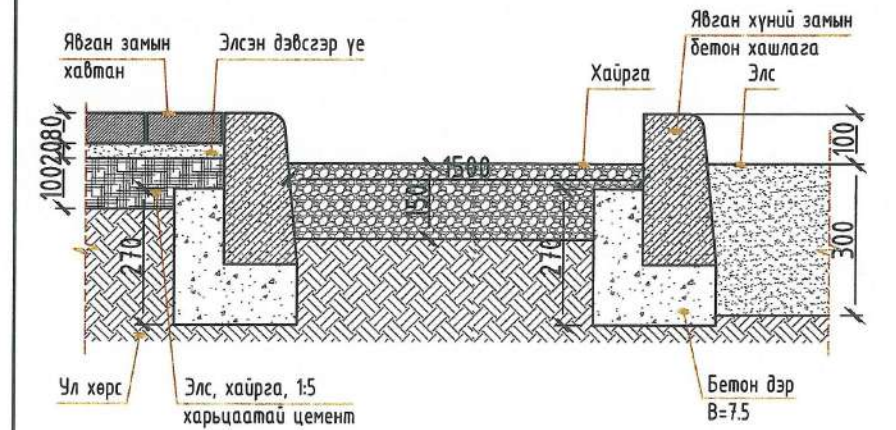 Явган замын
хавтан
Элсэн дэвсгэр үе
Хайрга
Явган хүний замын
бетон хашлага
Элс
80
20
100
270
1500
150
270
100
300
Ул хөрс
Элс, хайрга, 1:5
харьцаатай цемент
Бетон дэр
B=7.5